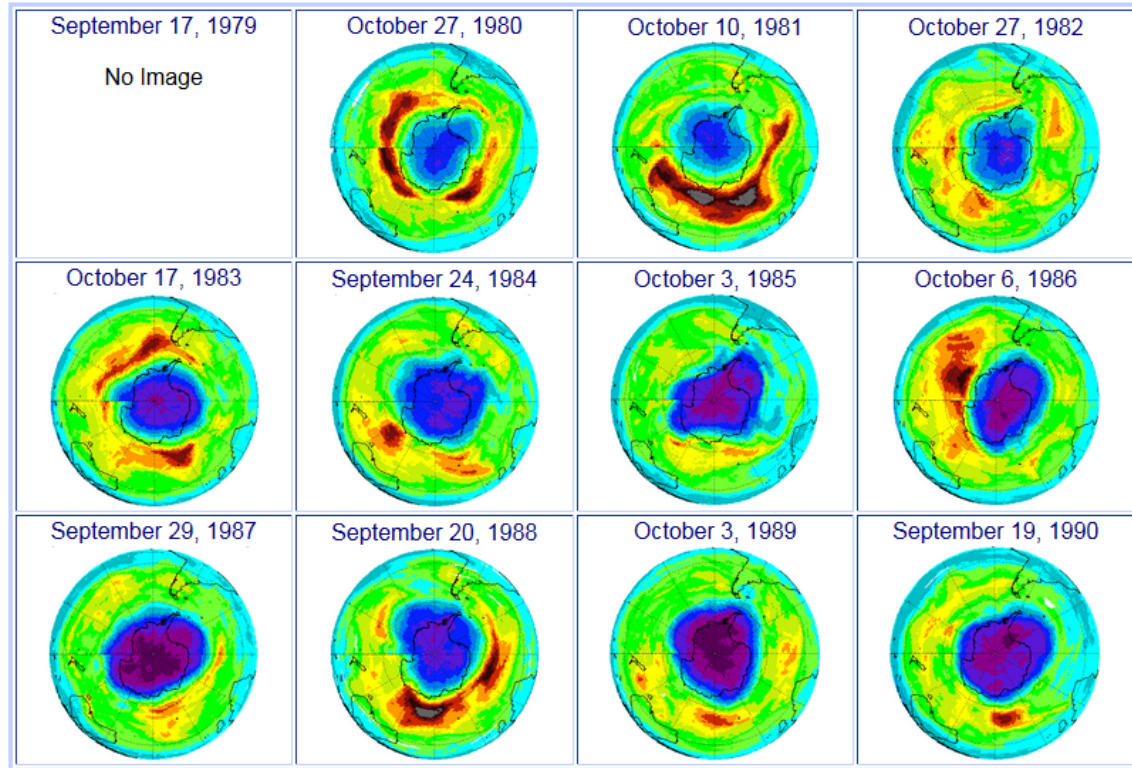 September 17, 1979
No Image
October 27, 1980
October 10, 1981
October 27, 1982
October 17, 1983
September 24, 1984
October 3, 1985
October 6, 1986
September 29, 1987
September 20, 1988
October 3, 1989
September 19, 1990